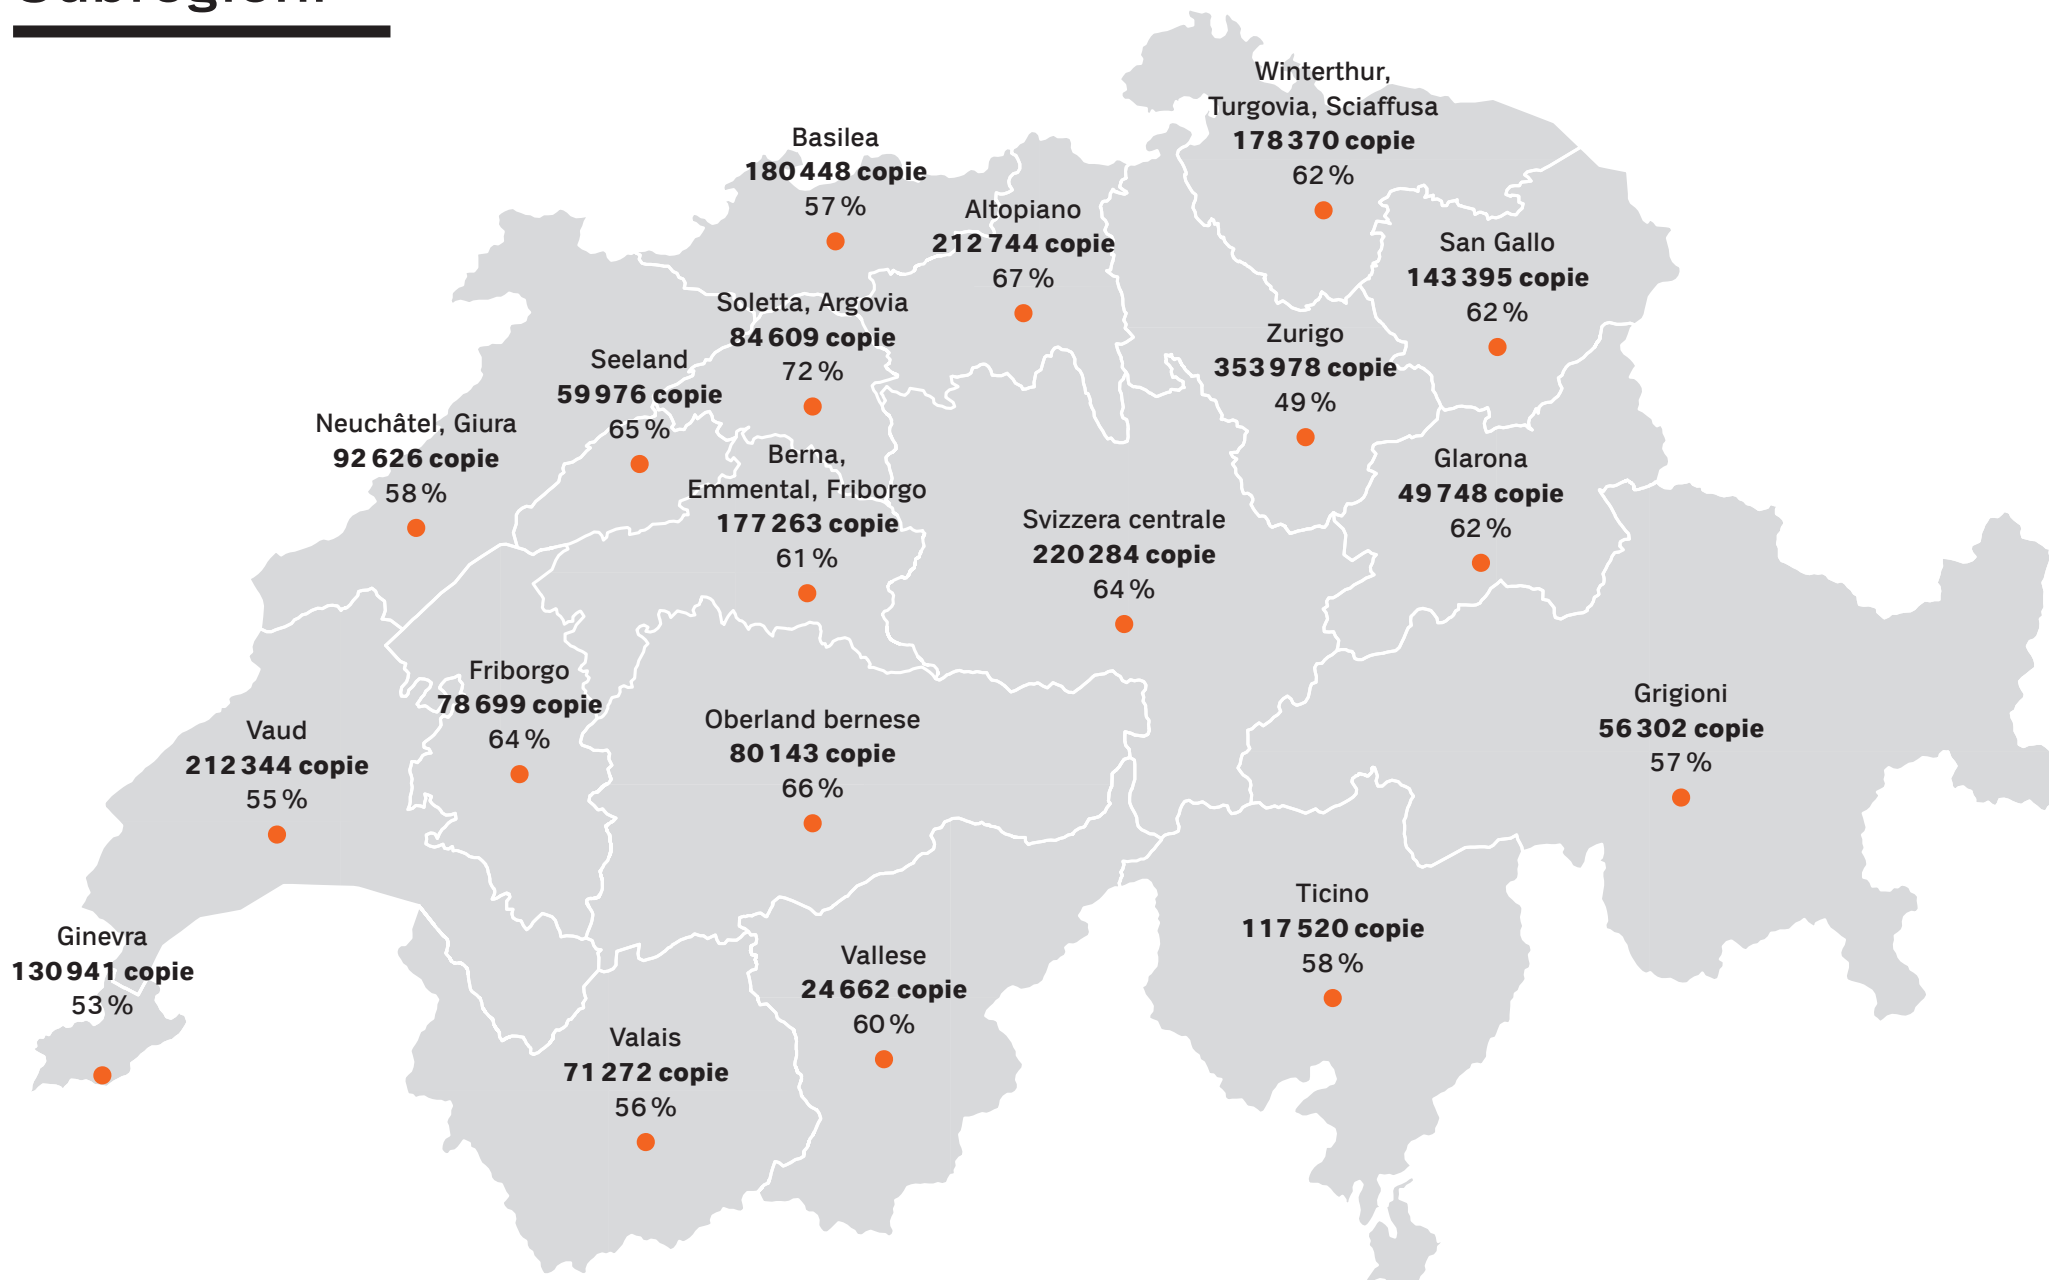 Subregioni
Winterthur,
Turgovia, Sciaffusa
178 370 copie
62 %
Basilea
180 448 copie
57 %
Altopiano
212 744 copie
67 %
San Gallo
143 395 copie
62 %
Soletta, Argovia
84 609 copie
72 %
Zurigo
353 978 copie
49 %
Seeland
59 976 copie
65 %
Neuchâtel, Giura
92 626 copie
58 %
Berna,
Emmental, Friborgo
177 263 copie
61 %
Glarona
49 748 copie
62 %
Svizzera centrale
220 284 copie
64 %
Friborgo
78 699 copie
64 %
Grigioni
56 302 copie
57 %
Oberland bernese
80 143 copie
66 %
Vaud
212 344 copie
55 %
Ticino
117 520 copie
58 %
Ginevra
130 941 copie
53 %
Vallese
24 662 copie
60 %
Valais
71 272 copie
56 %